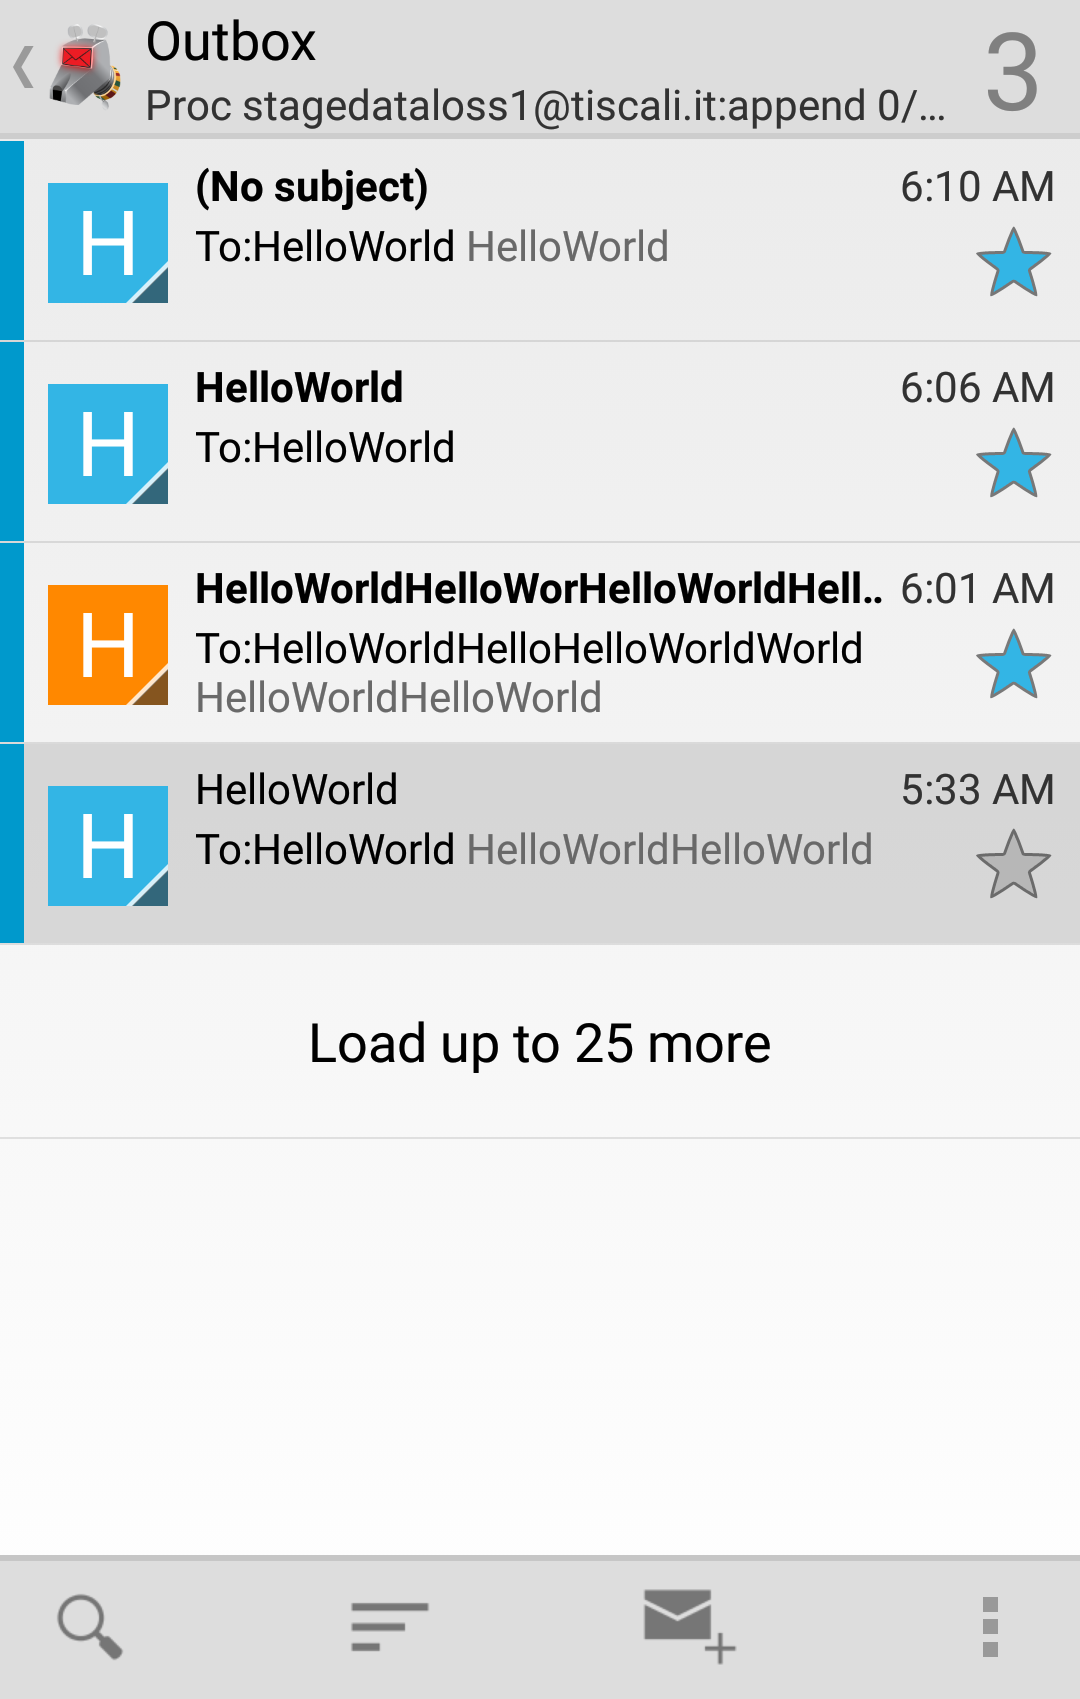 Outbox
3
Proc stagedataloss1@tiscali.it:append 0/...
(No subject)
6:10 AM
H
To:HelloWorld HelloWorld
HelloWorld
6:06 AM
H
To:HelloWorld
HelloWorldHelloWorHelloWorldHell..
6:01 AM
H
To:HelloWorldHelloHelloWorldWorld
HelloWorldHelloWorld
HelloWorld
5:33 AM
H
To:HelloWorld HelloWorldHelloWorld
Load up to 25 more